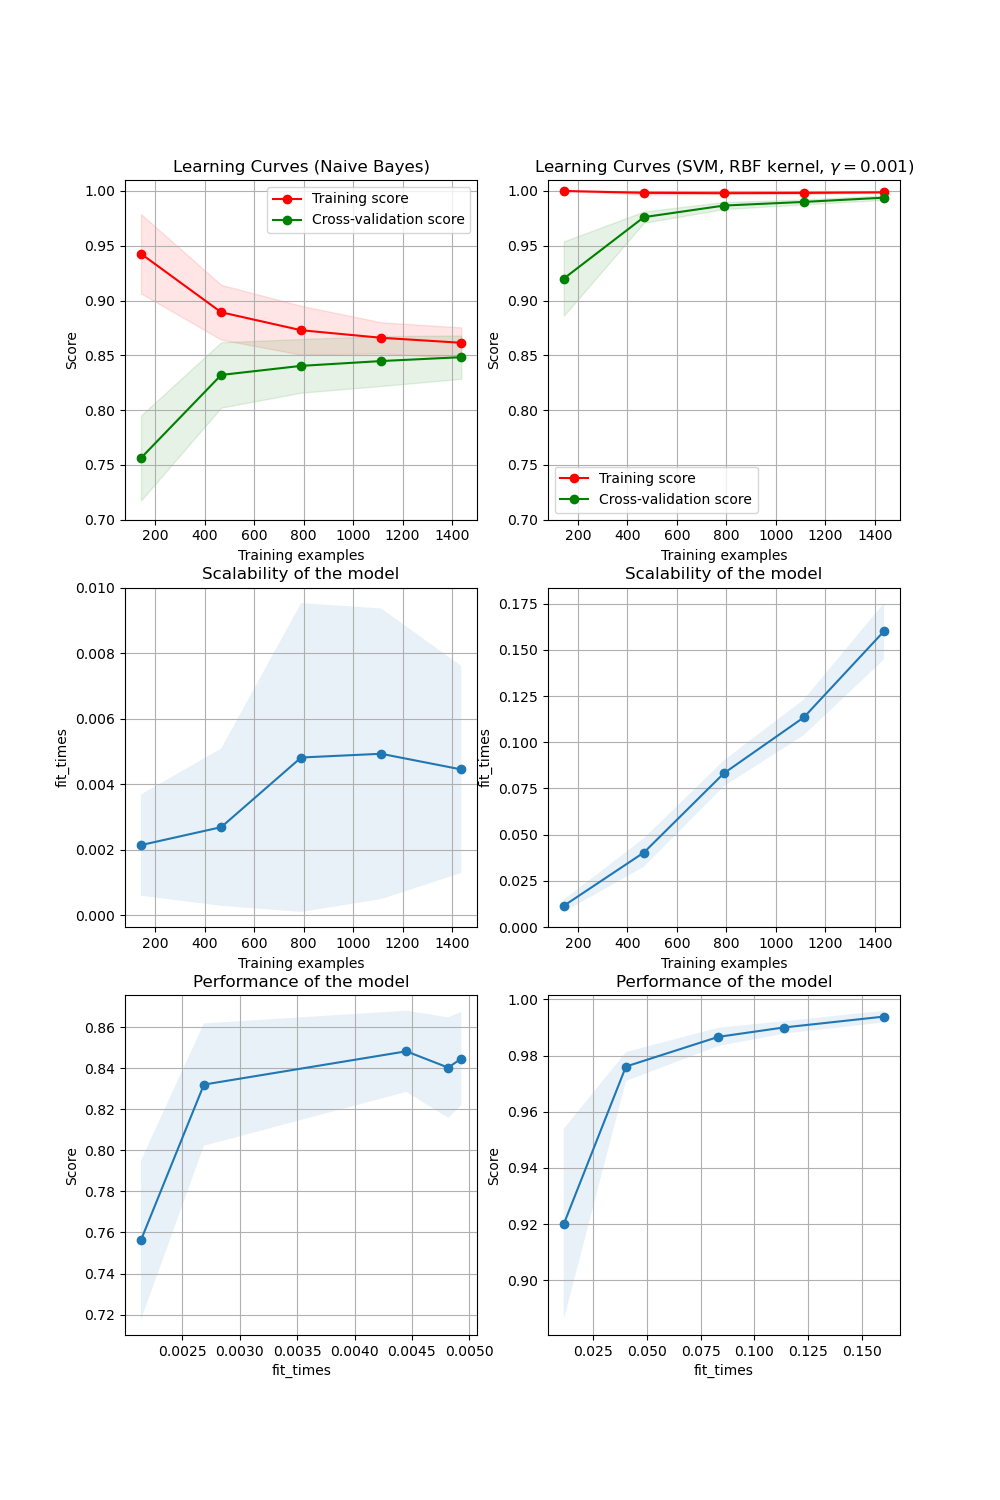 Learning Curves (Naive Bayes)
1.00
0.95
0.90
0.85
0.80
0.75
0.70
Score
Training score
Cross-validation score
200 400 600 800 1000 1200 1400
Training examples
Learning Curves (SVM, RBF kernel, γ = 0.001)
1.00
0.95
0.90
0.85
0.80
0.75
0.70
Score
Training score
Cross-validation score
200 400 600 800 1000 1200 1400
Training examples
Scalability of the model
0.010
0.008
0.006
0.004
0.002
0.000
fit_times
200 400 600 800 1000 1200 1400
Training examples
Scalability of the model
0.175
0.150
0.125
0.100
0.075
0.050
0.025
0.000
fit_times
200 400 600 800 1000 1200 1400
Training examples
Performance of the model
0.86
0.84
0.82
0.80
0.78
0.76
0.74
0.72
Score
0.0025 0.0030 0.0035 0.0040 0.0045 0.0050
fit_times
Performance of the model
1.00
0.98
0.96
0.94
0.92
0.90
Score
0.025 0.050 0.075 0.100 0.125 0.150
fit_times